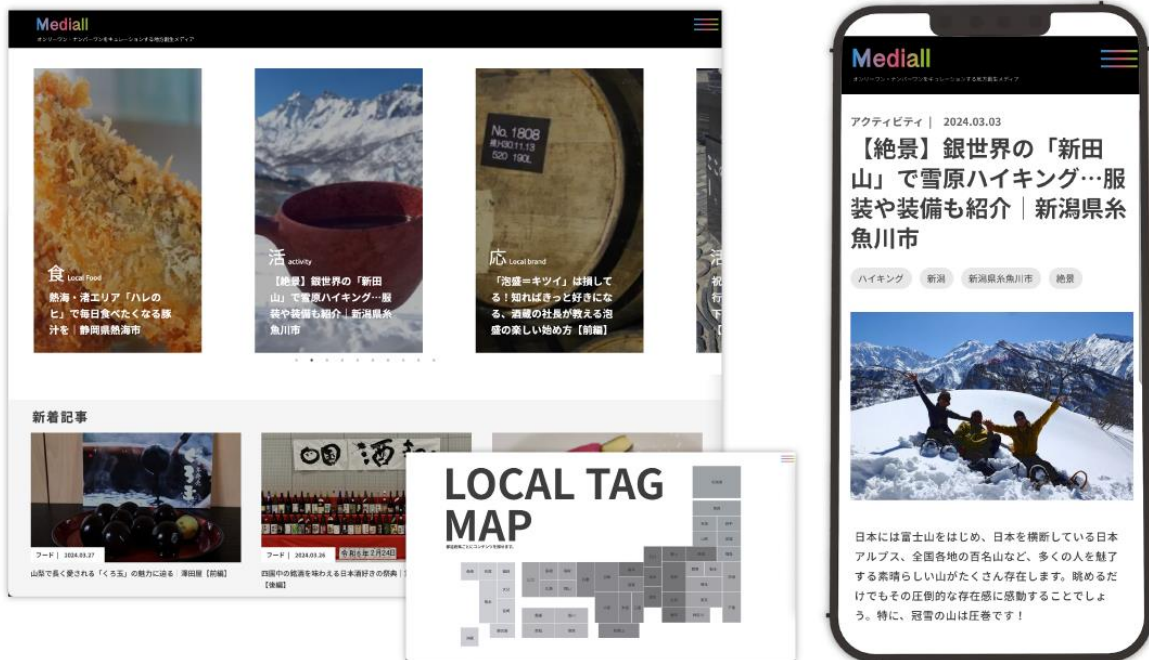 Mediall
オンリーワン・ナンバーワンをキュレーションする地方創生メディア
食 Local Food
熱海・渚エリア「ハレの
ヒ」で毎日食べたくなる豚
汁を｜静岡県熱海市
活 activity
【絶景】銀世界の「新田
山」で雪原ハイキング…服
装や装備も紹介｜新潟県糸
魚川市
No. 1808
520 190L
応 Local brand
「泡盛＝キツイ」は損して
る！知ればきっと好きにな
る、酒蔵の社長が教える泡
盛の楽しい始め方【前編】
活
祝
行
下
新着記事
フード｜ 2024.03.27
山梨で長く愛される「くろ玉」の魅力に迫る｜澤田屋【前編】
四国
酒
令和6年2月24日
フード｜ 2024.03.26
四国中の銘酒を味わえる日本酒好きの祭典｜
【後編】
LOCAL TAG
MAP
Mediall
オンリーワン・ナンバーワンをキュレーションする地方創生メディア
アクティビティ｜ 2024.03.03
【絶景】銀世界の「新田
山」で雪原ハイキング…服
装や装備も紹介｜新潟県糸
魚川市
ハイキング 新潟 新潟県糸魚川市 絶景
日本には富士山をはじめ、日本を横断している日本
アルプス、全国各地の百名山など、多くの人を魅了
する素晴らしい山がたくさん存在します。眺めるだ
けでもその圧倒的な存在感に感動することでしょ
う。特に、冠雪の山は圧巻です！